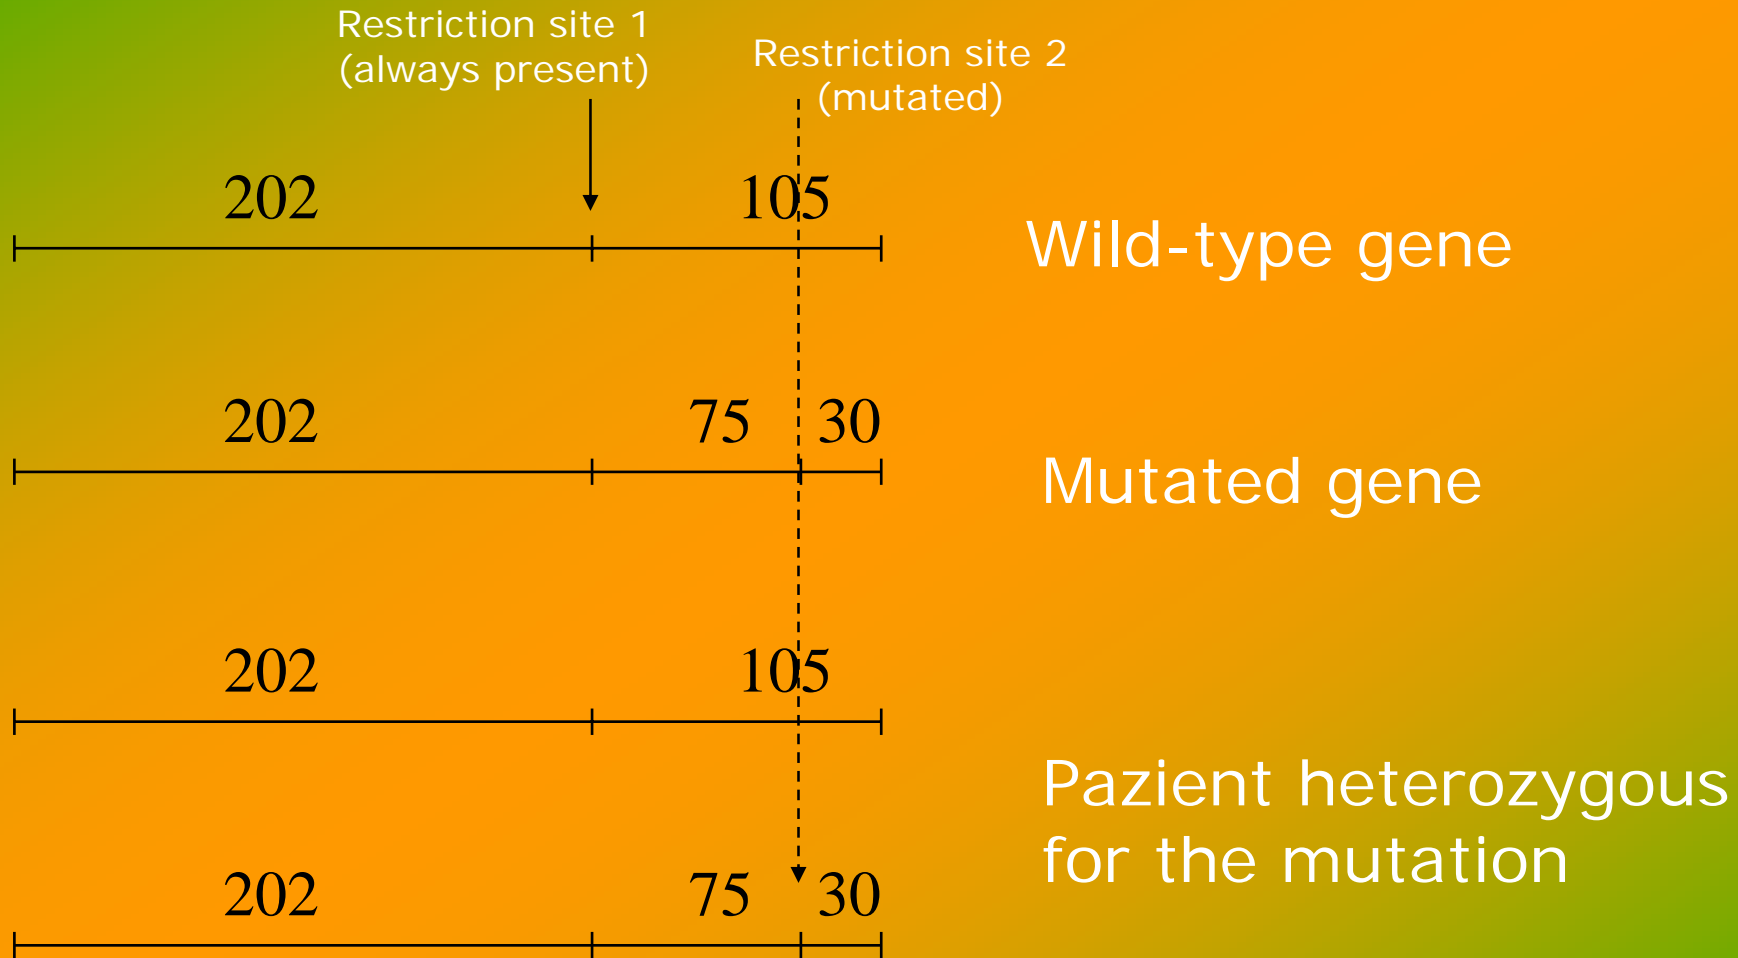 Restriction site 1
(always present)
Restriction site 2
(mutated)
202
105
Wild-type gene
202
75
30
Mutated gene
202
105
Pazient heterozygous
for the mutation
202
75
30